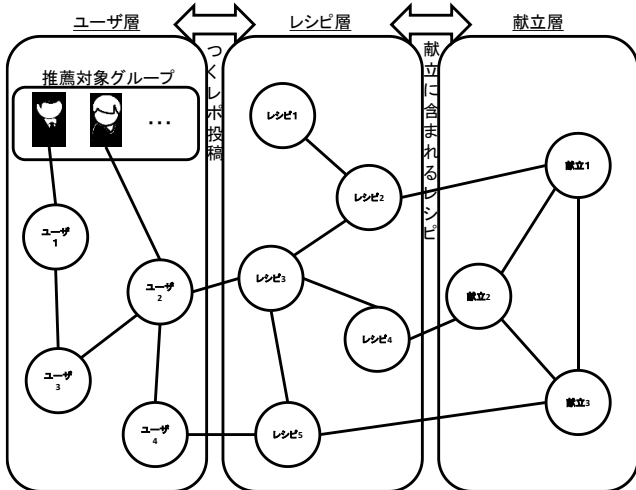 ユーザ層
レシピ層
献立層
つくレポ投稿
献立に含まれるレシピ
推薦対象グループ
...
ユーザ
1
ユーザ
2
ユーザ
3
ユーザ
4
レシピ1
レシピ2
レシピ3
レシピ4
レシピ5
献立1
献立2
献立3